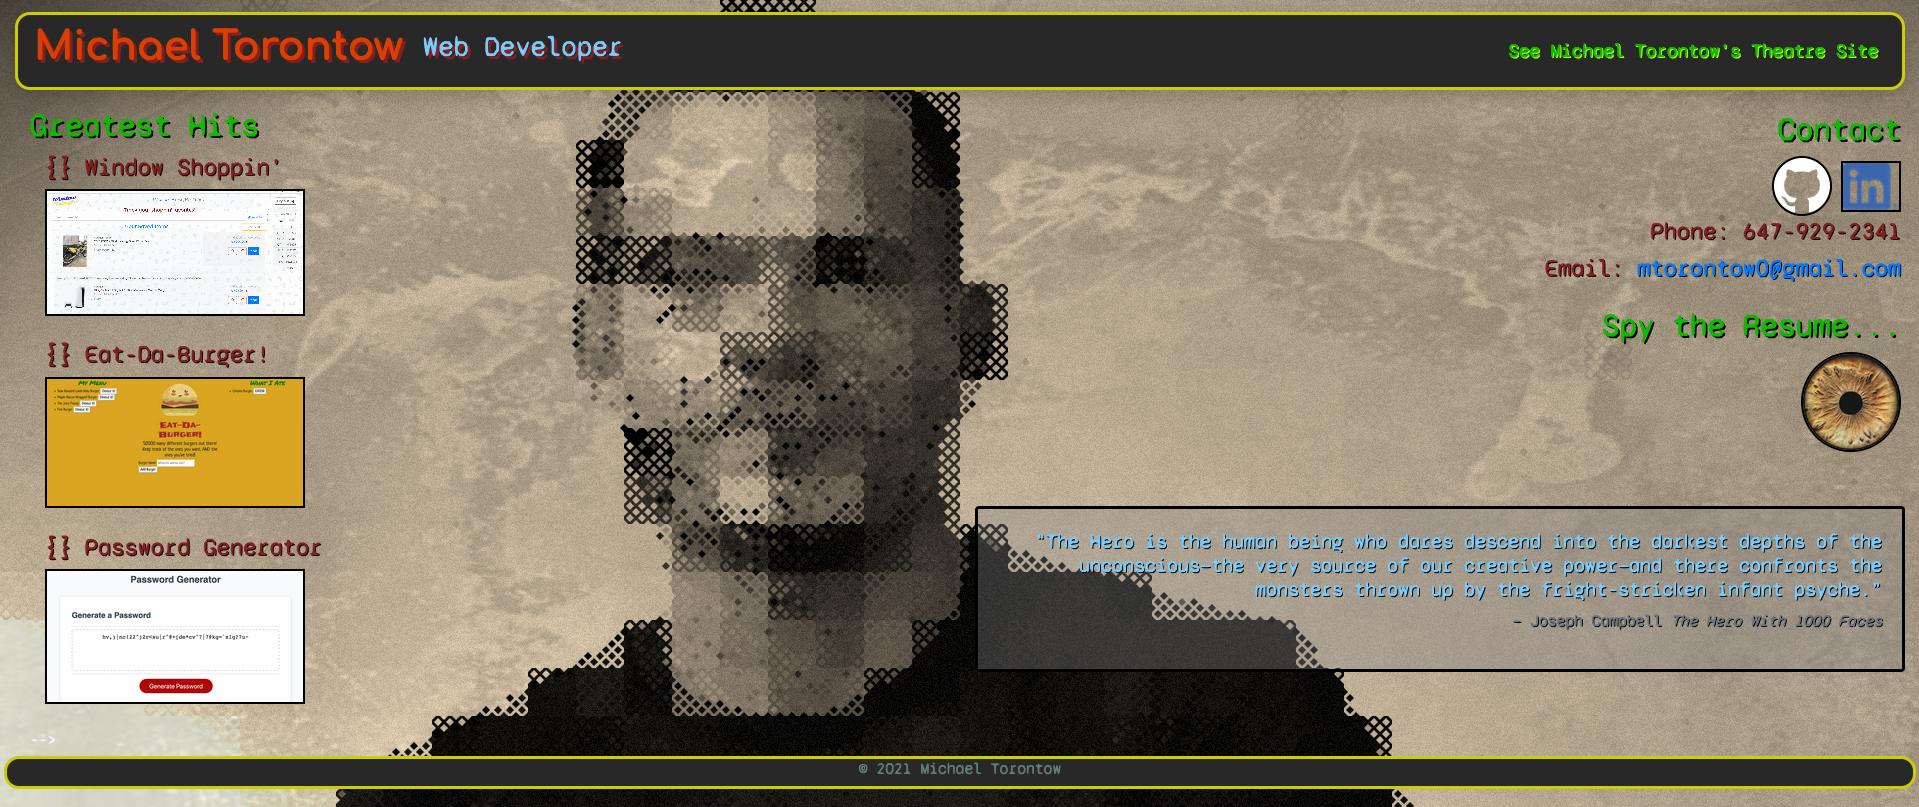 Michael Torontow Web Developer
See Michael Torontow's Theatre Site
Greatest Hits
{} Window Shoppin'
{} Eat-Da-Burger!
My Menu
What I Ate
Eat-Da-
Burger!
{} Password Generator
Password Generator
Generate a Password
Generate Password
-->
Contact
in
Phone: 647-929-2341
Email: mtorontow0@gmail.com
Spy the Resume...
"The Hero is the human being who dares descend into the darkest depths of the
unconscious—the very source of our creative power—and there confronts the
monsters thrown up by the fright-stricken infant psyche."
- Joseph Campbell The Hero With 1000 Faces
© 2021 Michael Torontow